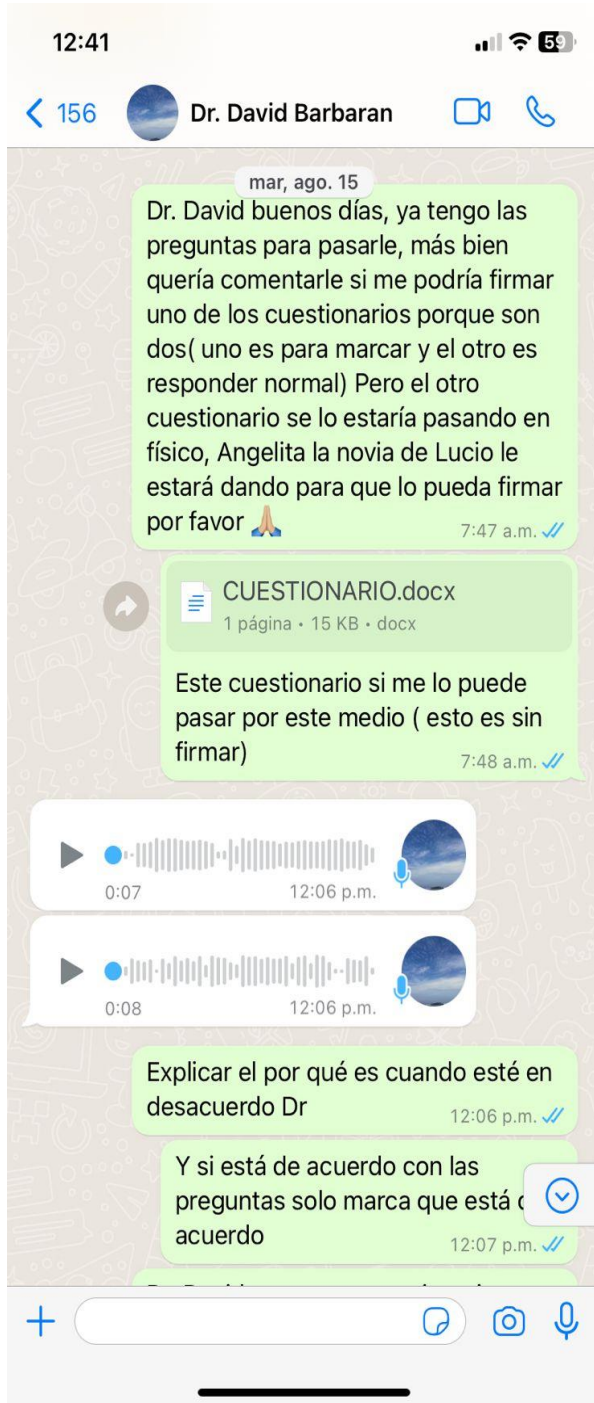 12:41
59
156
Dr. David Barbaran
mar, ago. 15
Dr. David buenos días, ya tengo las
preguntas para pasarle, más bien
quería comentarle si me podría firmar
uno de los cuestionarios porque son
dos( uno es para marcar y el otro es
responder normal) Pero el otro
cuestionario se lo estaría pasando en
físico, Angelita la novia de Lucio le
estará dando para que lo pueda firmar
por favor 🙏🏼
7:47 a.m.
CUESTIONARIO.docx
1 página • 15 KB • docx
Este cuestionario si me lo puede
pasar por este medio ( esto es sin
firmar)
7:48 a.m.
0:07 12:06 p.m.
0:08 12:06 p.m.
Explicar el por qué es cuando esté en
desacuerdo Dr
12:06 p.m.
Y si está de acuerdo con las
preguntas solo marca que está
acuerdo
12:07 p.m.